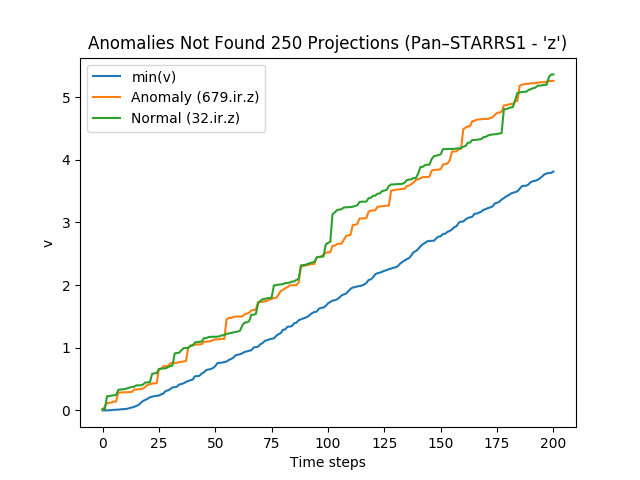 Anomalies Not Found 250 Projections (Pan–STARRS1 - 'z')
min(v)
Anomaly (679.ir.z)
Normal (32.ir.z)
5
4
3
2
1
0
v
0 25 50 75 100 125 150 175 200
Time steps